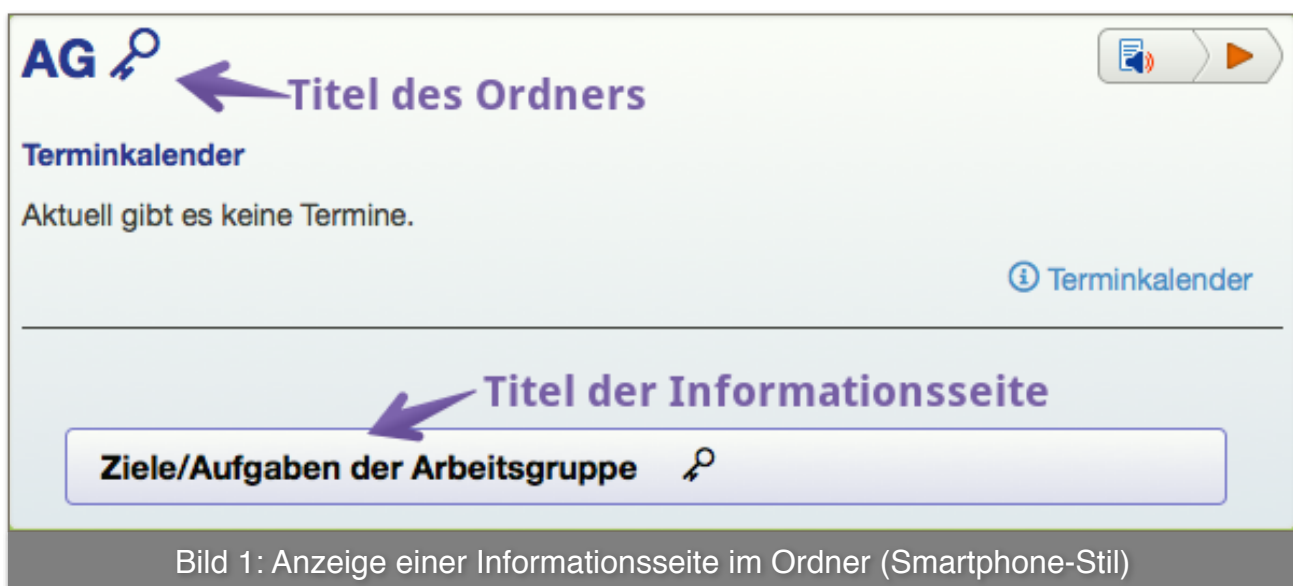 AG
Titel des Ordners
Terminkalender
Aktuell gibt es keine Termine.
Terminkalender
Titel der Informationsseite
Ziele/Aufgaben der Arbeitsgruppe
Bild 1: Anzeige einer Informationsseite im Ordner (Smartphone-Stil)